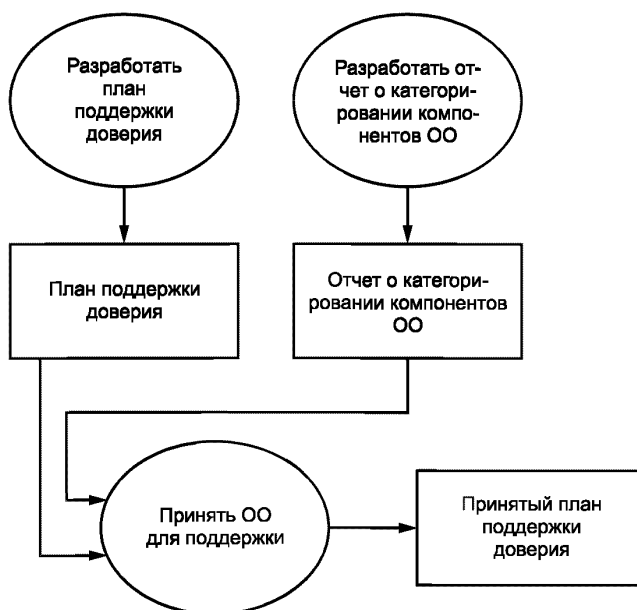 Разработать
план
поддержки
доверия
Разработать от-
чет о категори-
ровании компо-
нентов ОО
План поддержки
доверия
Отчет о категори-
ровании компонентов
ОО
Принять ОО
для поддержки
Принятый план
поддержки
доверия